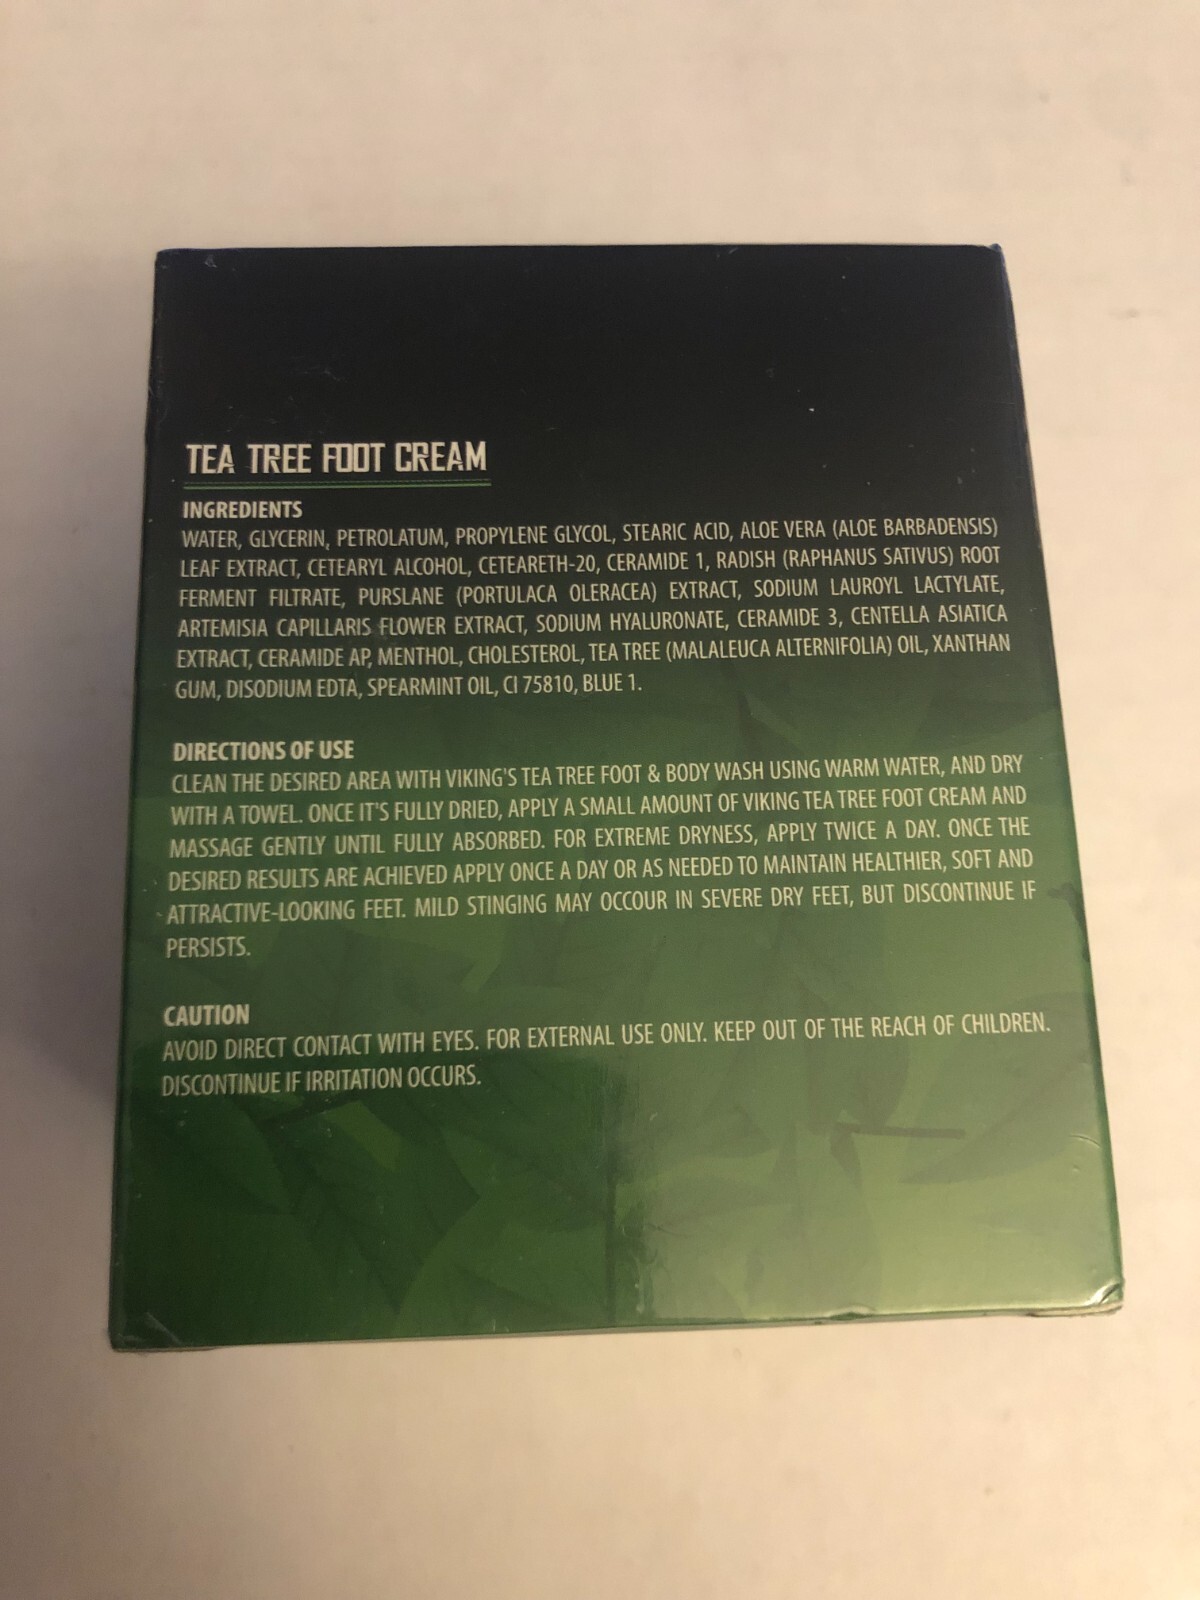 TEA TREE FOOT CREAM
INGREDIENTS
WATER, GLYCERIN, PETROLATUM, PROPYLENE GLYCOL, STEARIC ACID, ALOE VERA (ALOE BARBADENSIS)
LEAF EXTRACT, CETEARYL ALCOHOL, CETEARETH-20, CERAMIDE 1, RADISH (RAPHANUS SATIVUS) ROOT
FERMENT FILTRATE, PURSLANE (PORTULACA OLERACEA) EXTRACT, SODIUM LAUROYL LACTYLATE,
ARTEMISIA CAPILLARIS FLOWER EXTRACT, SODIUM HYALURONATE, CERAMIDE 3, CENTELLA ASIATICA
EXTRACT, CERAMIDE AP, MENTHOL, CHOLESTEROL, TEA TREE (MALALEUCA ALTERNIFOLIA) OIL, XANTHAN
GUM, DISODIUM EDTA, SPEARMINT OIL, CI 75810, BLUE 1.
DIRECTIONS OF USE
CLEAN THE DESIRED AREA WITH VIKING'S TEA TREE FOOT & BODY WASH USING WARM WATER, AND DRY
WITH A TOWEL. ONCE IT'S FULLY DRIED, APPLY A SMALL AMOUNT OF VIKING TEA TREE FOOT CREAM AND
MASSAGE GENTLY UNTIL FULLY ABSORBED. FOR EXTREME DRYNESS, APPLY TWICE A DAY. ONCE THE
DESIRED RESULTS ARE ACHIEVED APPLY ONCE A DAY OR AS NEEDED TO MAINTAIN HEALTHIER, SOFT AND
ATTRACTIVE-LOOKING FEET. MILD STINGING MAY OCCOUR IN SEVERE DRY FEET, BUT DISCONTINUE IF
PERSISTS.
CAUTION
AVOID DIRECT CONTACT WITH EYES. FOR EXTERNAL USE ONLY. KEEP OUT OF THE REACH OF CHILDREN.
DISCONTINUE IF IRRITATION OCCURS.